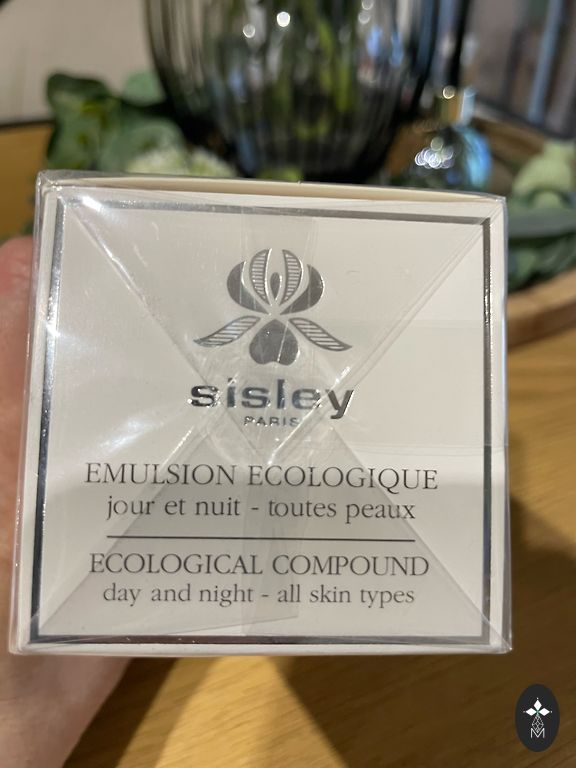 sisley
PARIS
EMULSION ECOLOGIQUE
jour et nuit - toutes peaux
ECOLOGICAL COMPOUND
day and night - all skin types
M